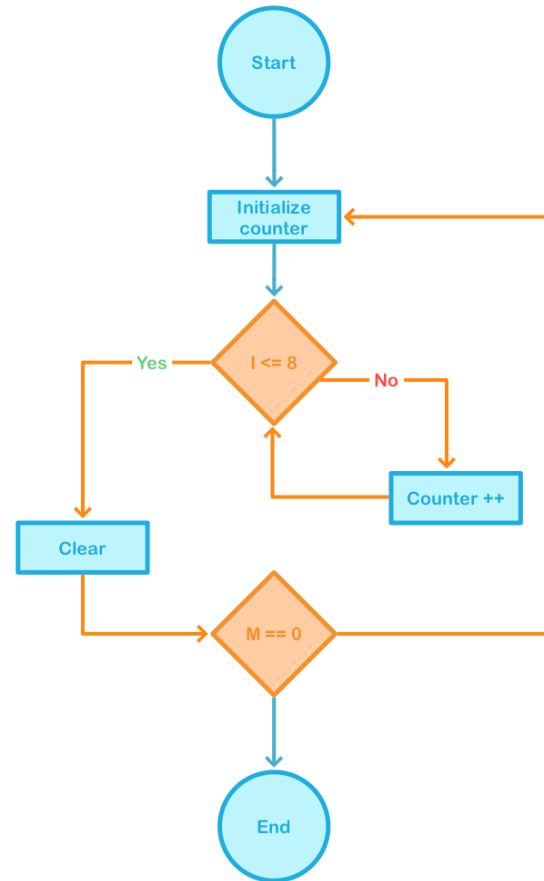 Start
Initialize
counter
I <= 8
Yes
No
Counter ++
Clear
M == 0
End